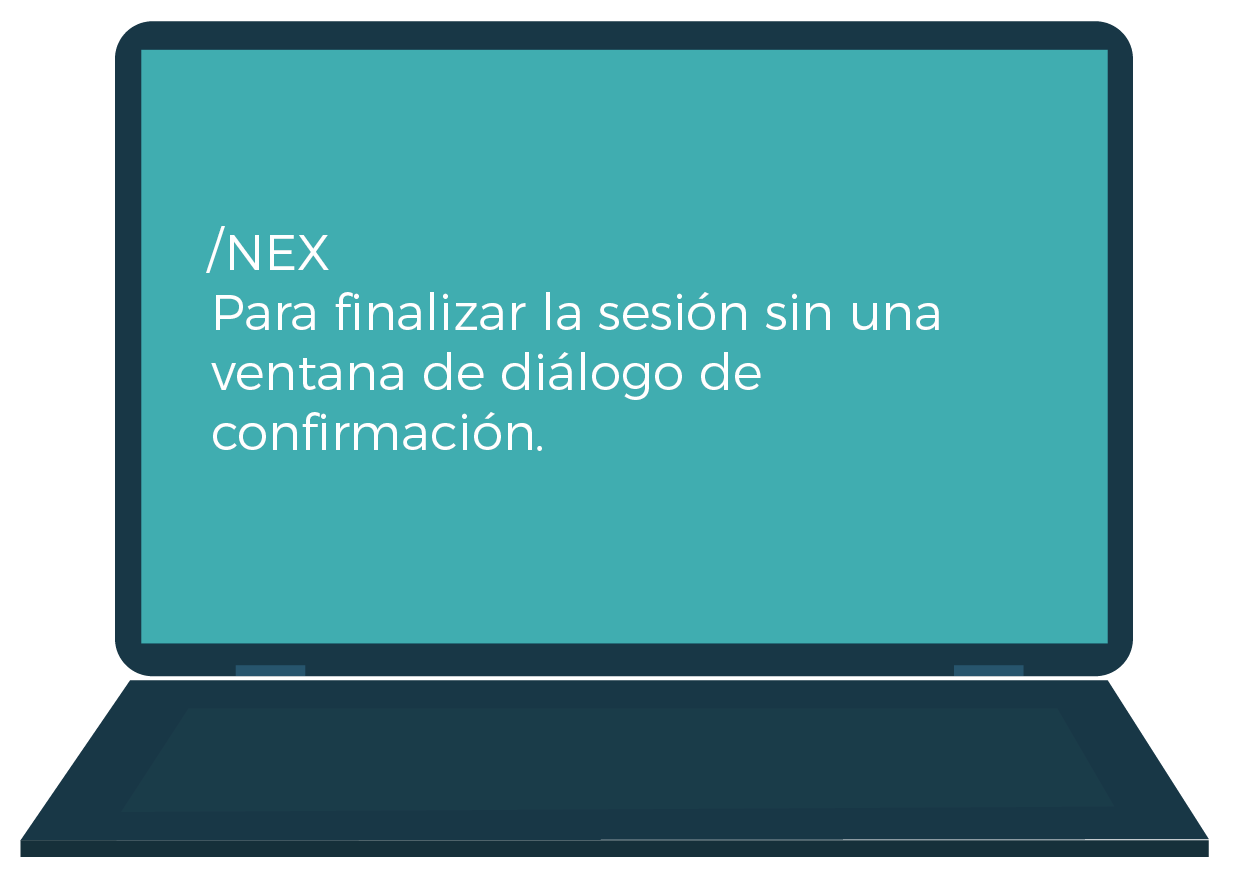 /NEX
Para finalizar la sesión sin una
ventana de diálogo de
confirmación.